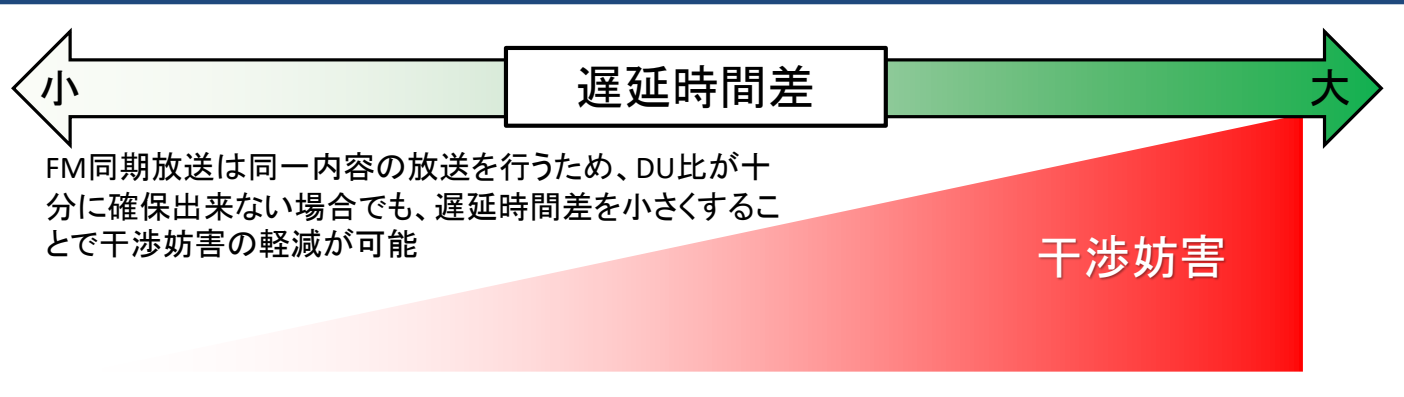 小
遅延時間差
大
FM同期放送は同一内容の放送を行うため、DU比が十
分に確保出来ない場合でも、遅延時間差を小さくするこ
とで干渉妨害の軽減が可能
干渉妨害